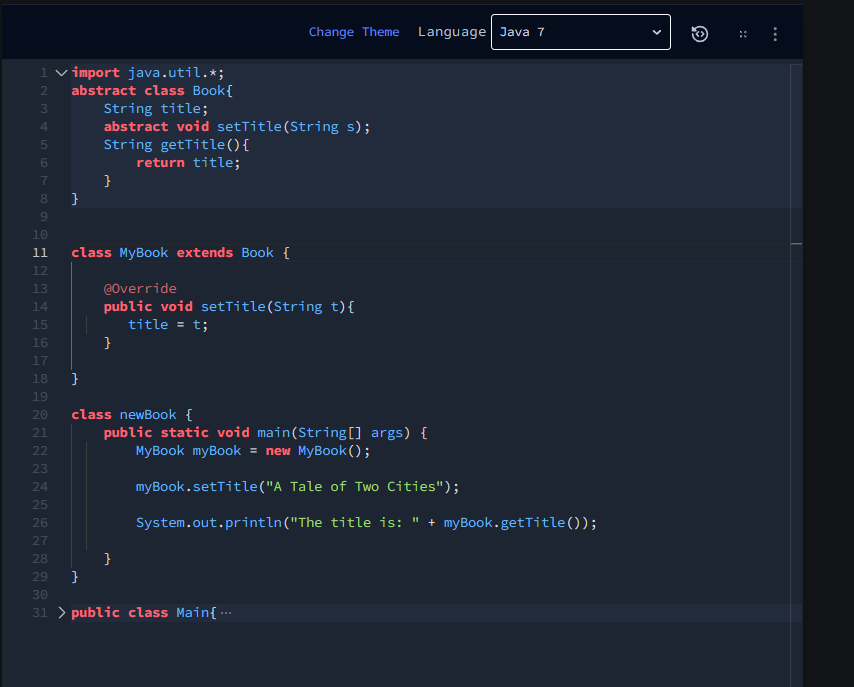 Change Theme Language Java 7
1 import java.util.*;
2 abstract class Book{
3     String title;
4     abstract void setTitle(String s);
5     String getTitle(){
6         return title;
7     }
8 }
9
10
11 class MyBook extends Book {
12
13     @Override
14     public void setTitle(String t){
15        title = t;
16     }
17
18 }
19
20 class newBook {
21     public static void main(String[] args) {
22         MyBook myBook = new MyBook();
23
24         myBook.setTitle("A Tale of Two Cities");
25
26         System.out.println("The title is: " + myBook.getTitle());
27
28     }
29 }
30
31 public class Main{ ···